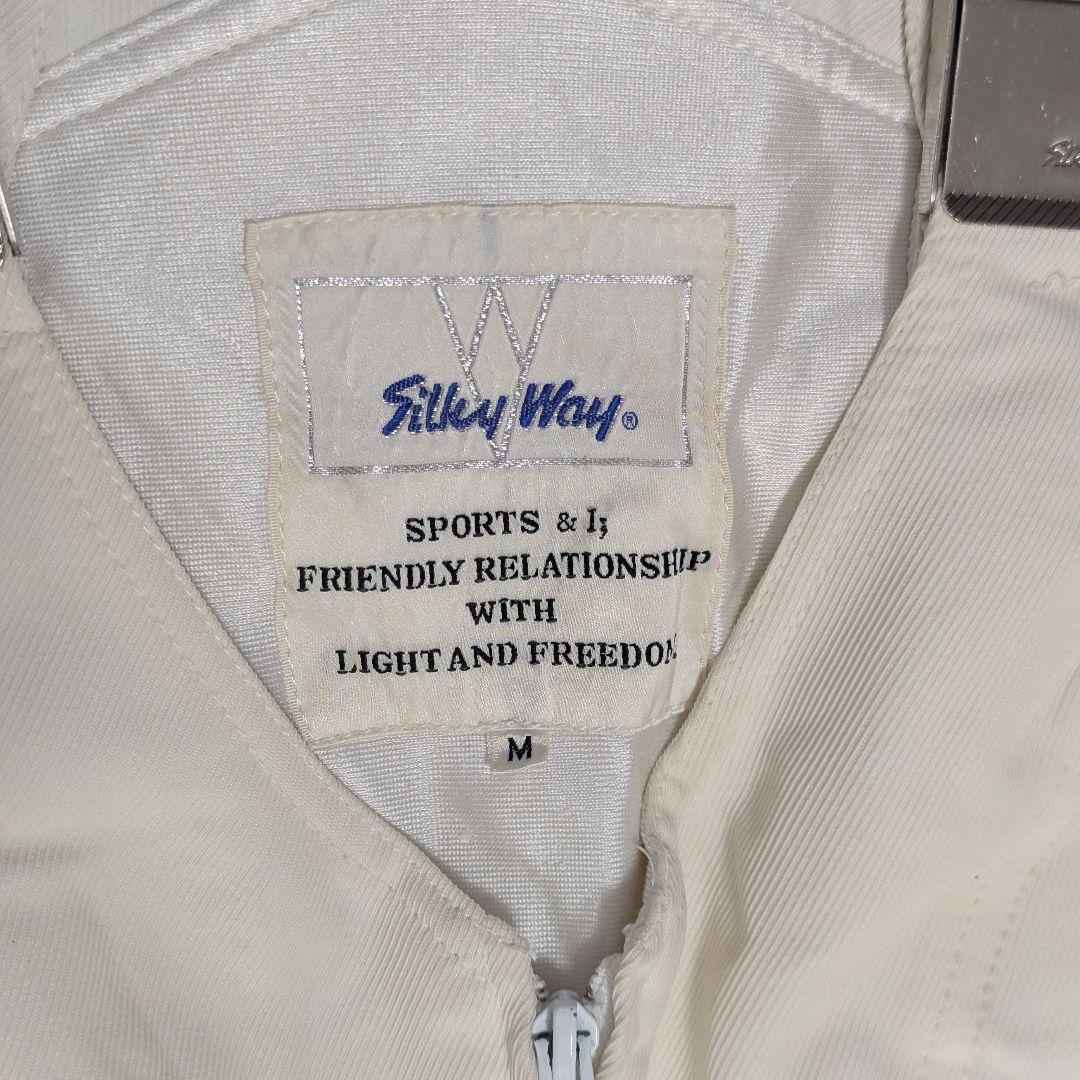 Silky Way®
SPORTS & I;
FRIENDLY RELATIONSHIP
WITH
LIGHT AND FREEDOM
M